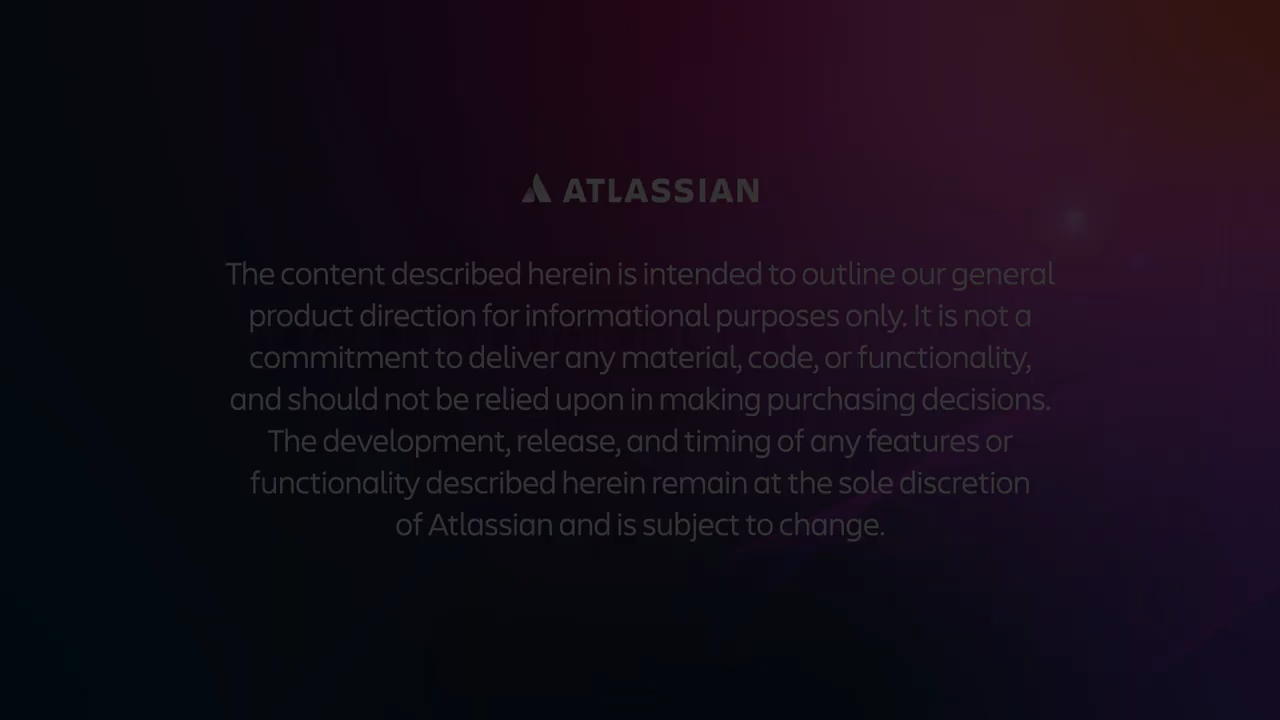 ATLASSIAN
The content described herein is intended to outline our general
product direction for informational purposes only. It is not a
commitment to deliver any material, code, or functionality,
and should not be relied upon in making purchasing decisions.
The development, release, and timing of any features or
functionality described herein remain at the sole discretion
of Atlassian and is subject to change.